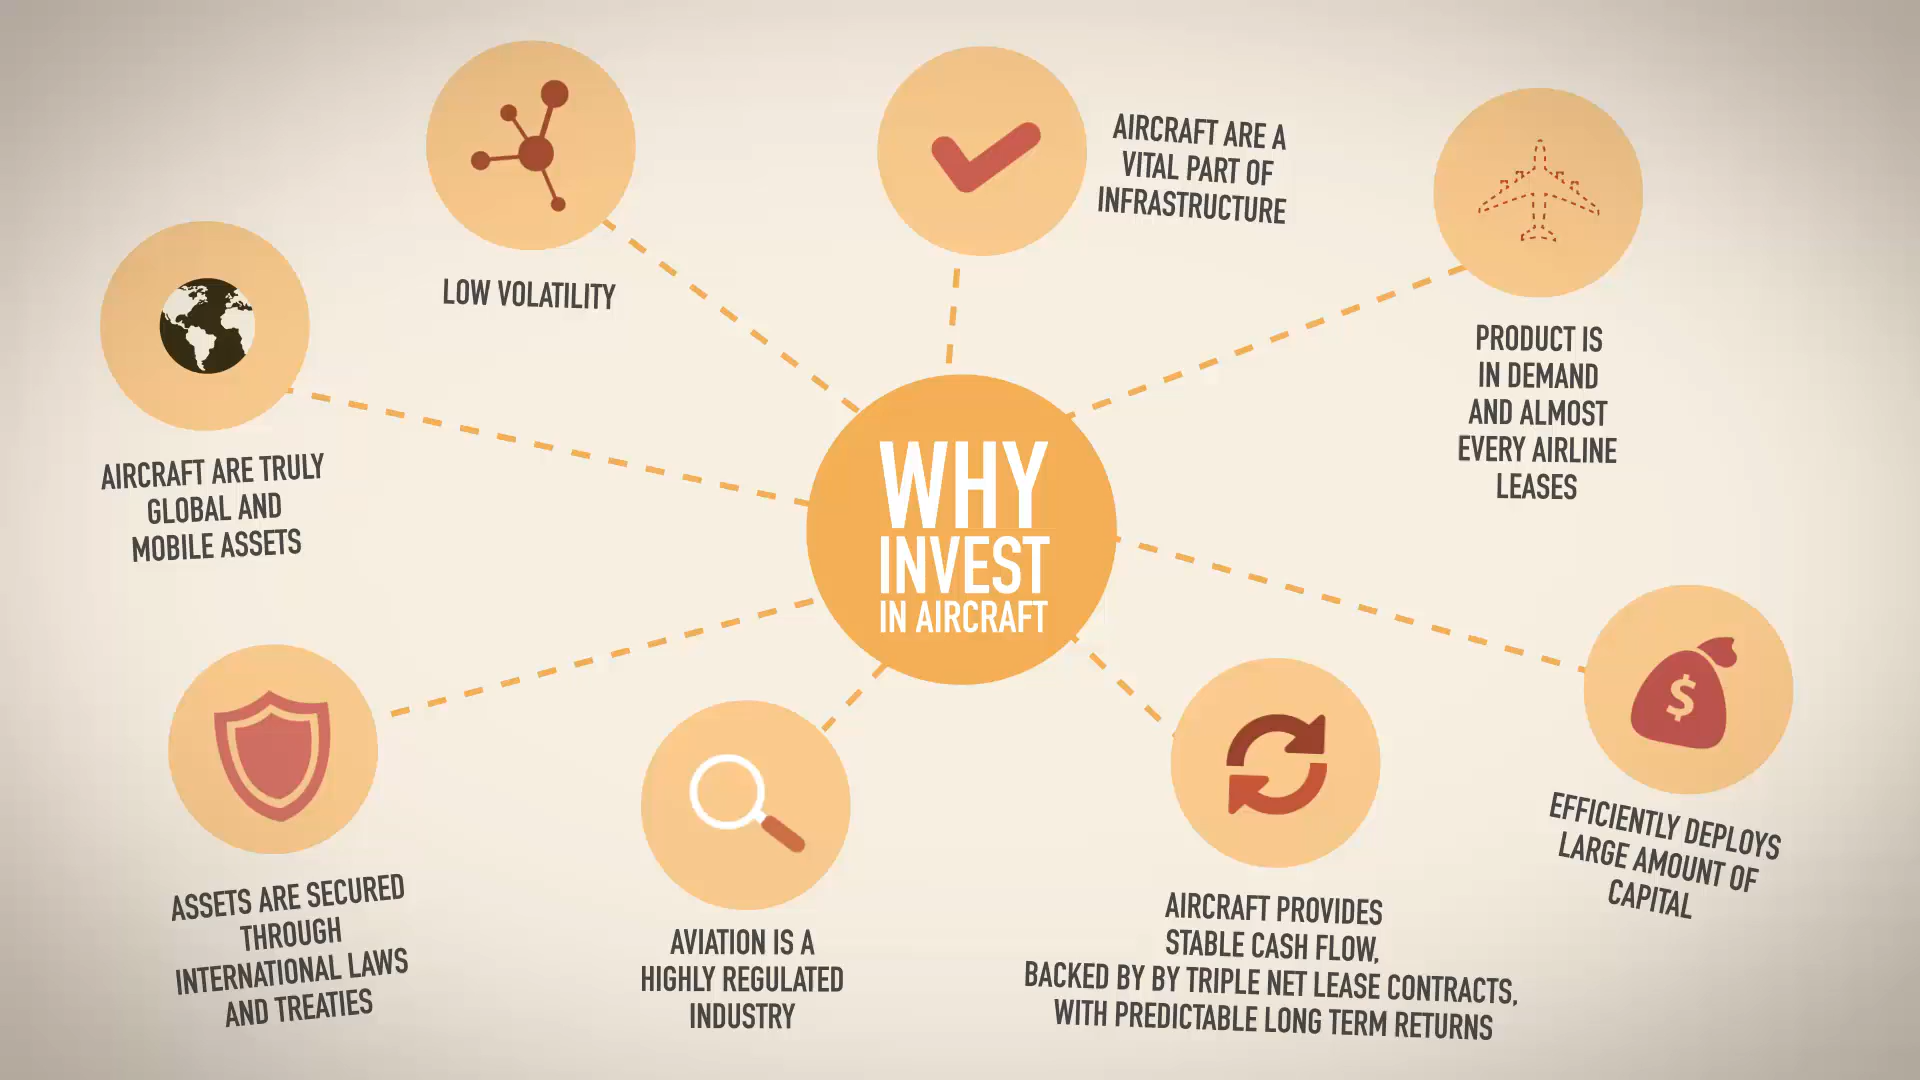 WHY
INVEST
IN AIRCRAFT
LOW VOLATILITY
AIRCRAFT ARE A
VITAL PART OF
INFRASTRUCTURE
PRODUCT IS
IN DEMAND
AND ALMOST
EVERY AIRLINE
LEASES
AIRCRAFT ARE TRULY
GLOBAL AND
MOBILE ASSETS
$
EFFICIENTLY DEPLOYS
LARGE AMOUNT OF
CAPITAL
ASSETS ARE SECURED
THROUGH
INTERNATIONAL LAWS
AND TREATIES
AVIATION IS A
HIGHLY REGULATED
INDUSTRY
AIRCRAFT PROVIDES
STABLE CASH FLOW,
BACKED BY BY TRIPLE NET LEASE CONTRACTS,
WITH PREDICTABLE LONG TERM RETURNS